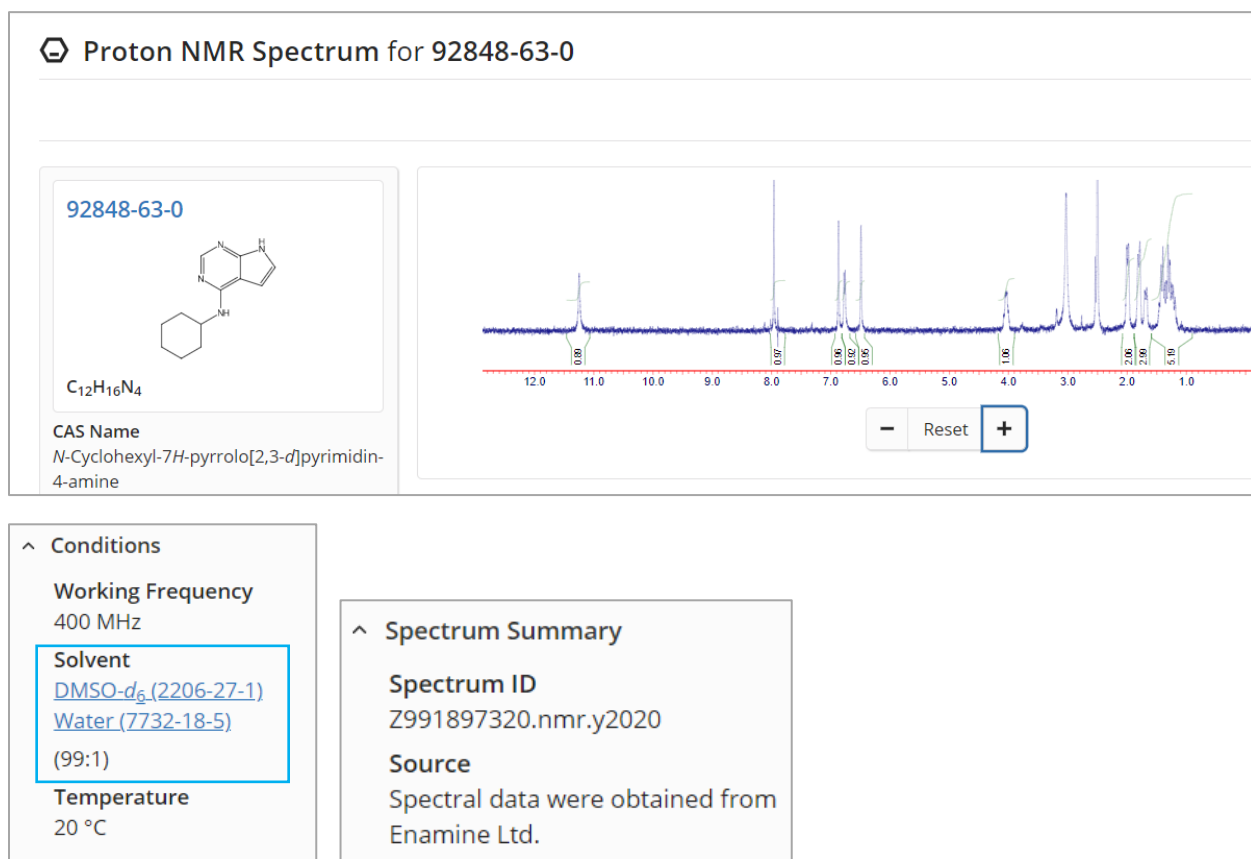 Proton NMR Spectrum for 92848-63-0
92848-63-0
N
H
N
N
NH
C12H16N4
CAS Name
N-Cyclohexyl-7H-pyrrolo[2,3-d]pyrimidin-
4-amine
0.89
0.97
0.96
0.92
0.95
1.06
2.06
2.99
5.19
12.0 11.0 10.0 9.0 8.0 7.0 6.0 5.0 4.0 3.0 2.0 1.0
− Reset +
Conditions
Working Frequency
400 MHz
Solvent
DMSO-d6 (2206-27-1)
Water (7732-18-5)
(99:1)
Temperature
20 °C
Spectrum Summary
Spectrum ID
Z991897320.nmr.y2020
Source
Spectral data were obtained from
Enamine Ltd.